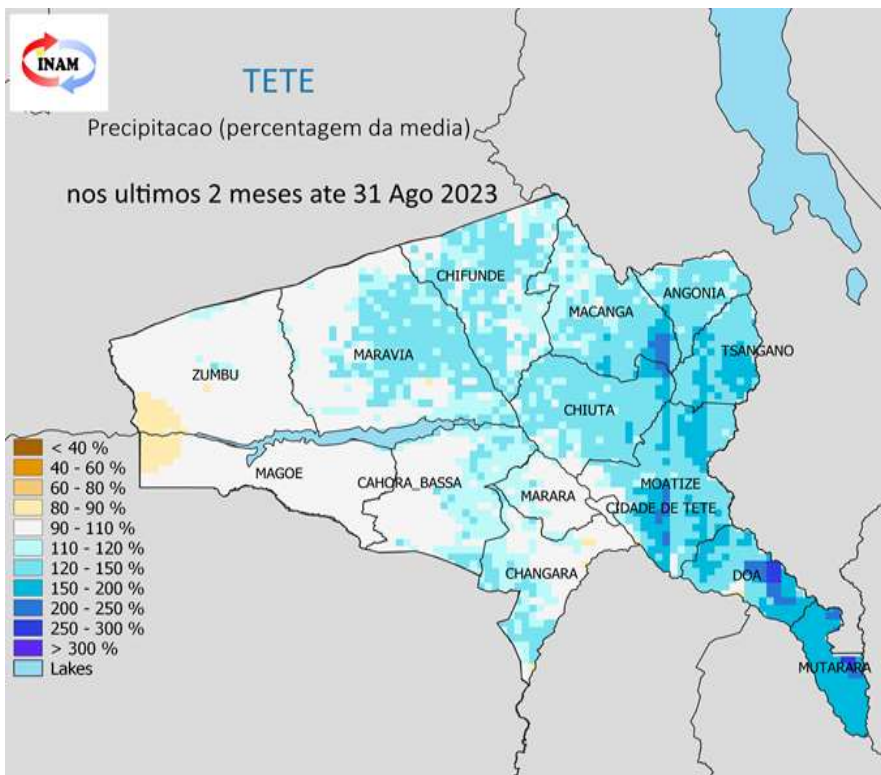 INAM
TETE
Precipitacao (percentagem da media)
nos ultimos 2 meses ate 31 Ago 2023
CHIFUNDE
ANGONIA
MACANGA
TSANGANO
MARAVIA
ZUMBU
CHIUTA
MAGOE
CAHORA_BASSA
MARARA
MOATIZE
CIDADE DE TETE
CHANGARA
DOA
MUTARARA
< 40 %
40 - 60 %
60 - 80 %
80 - 90 %
90 - 110 %
110 - 120 %
120 - 150 %
150 - 200 %
200 - 250 %
250 - 300 %
> 300 %
Lakes